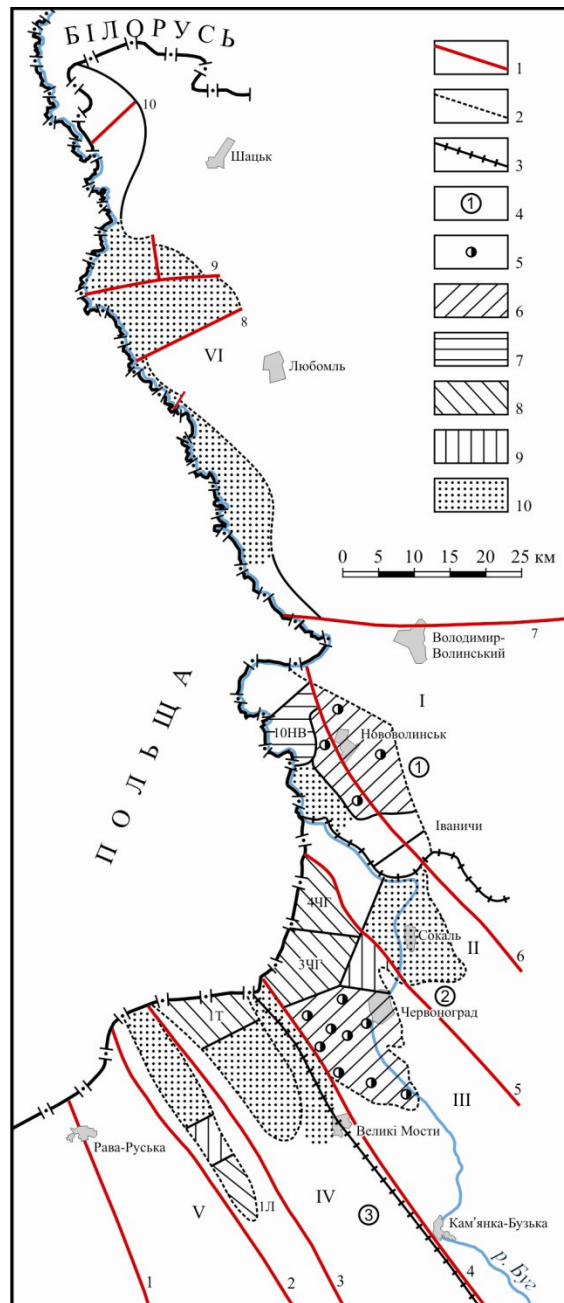 БІЛОРУСЬ
1
2
3
4
1
5
6
7
8
9
10
0 5 10 15 20 25 км
10
Шацьк
9
8
VI
Любомль
7
Володимир-
Волинський
ПОЛЬЩА
I
10НВ
Нововолинськ
1
Іваничи
4ЧГ
Сокаль
II
6
3ЧГ
2
Червоноград
1Т
5
III
Рава-Руська
Великі Мости
IV
V
1Л
3
Кам'янка-Бузька
р. Буг
1
2
3
4